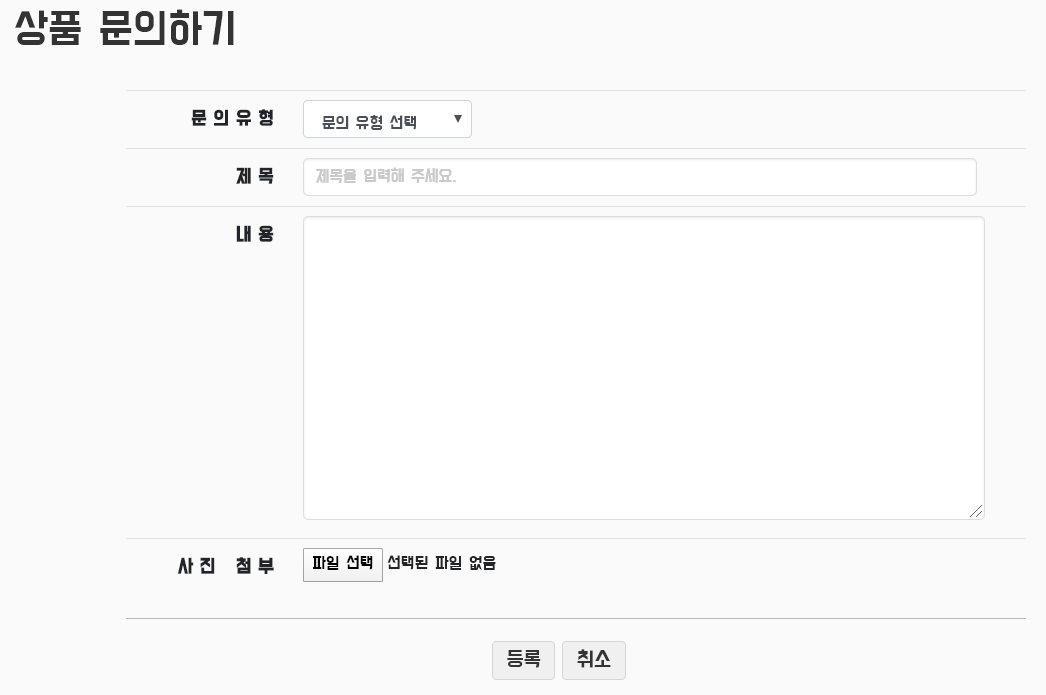 상품 문의하기
문의유형 문의 유형 선택
제목 제목을 입력해 주세요.
내용
사진 첨부 파일 선택 선택된 파일 없음
등록 취소